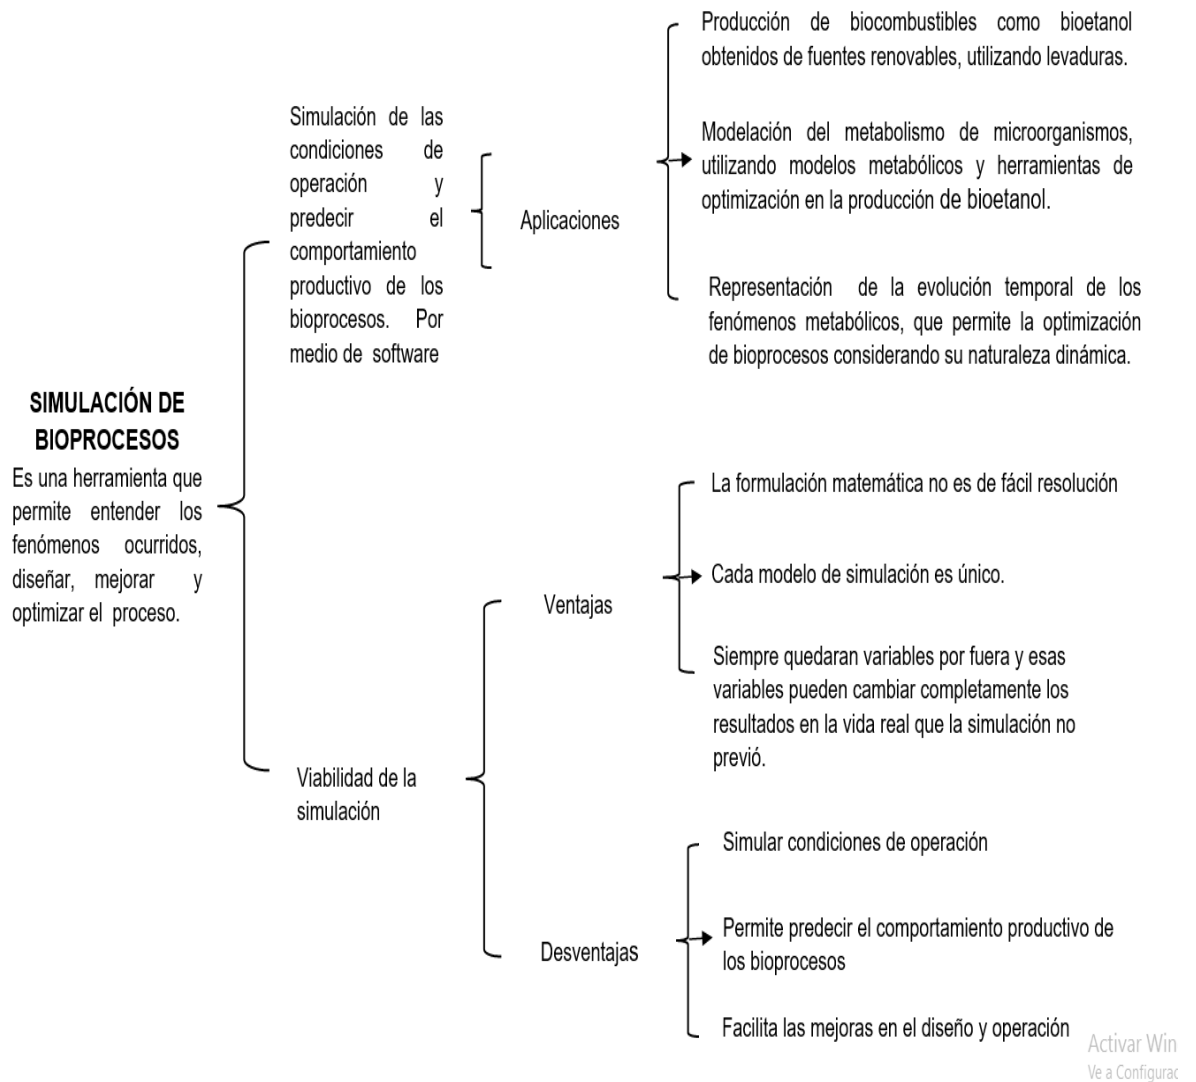 SIMULACIÓN DE
BIOPROCESOS
Es una herramienta que
permite entender los
fenómenos ocurridos,
diseñar, mejorar y
optimizar el proceso.
Simulación de las
condiciones de
operación y
predecir el
comportamiento
productivo de los
bioprocesos. Por
medio de software
Aplicaciones
Producción de biocombustibles como bioetanol
obtenidos de fuentes renovables, utilizando levaduras.
Modelación del metabolismo de microorganismos,
utilizando modelos metabólicos y herramientas de
optimización en la producción de bioetanol.
Representación de la evolución temporal de los
fenómenos metabólicos, que permite la optimización
de bioprocesos considerando su naturaleza dinámica.
Viabilidad de la
simulación
Ventajas
La formulación matemática no es de fácil resolución
Cada modelo de simulación es único.
Siempre quedaran variables por fuera y esas
variables pueden cambiar completamente los
resultados en la vida real que la simulación no
previó.
Desventajas
Simular condiciones de operación
Permite predecir el comportamiento productivo de
los bioprocesos
Facilita las mejoras en el diseño y operación
Activar Win
Ve a Configurac